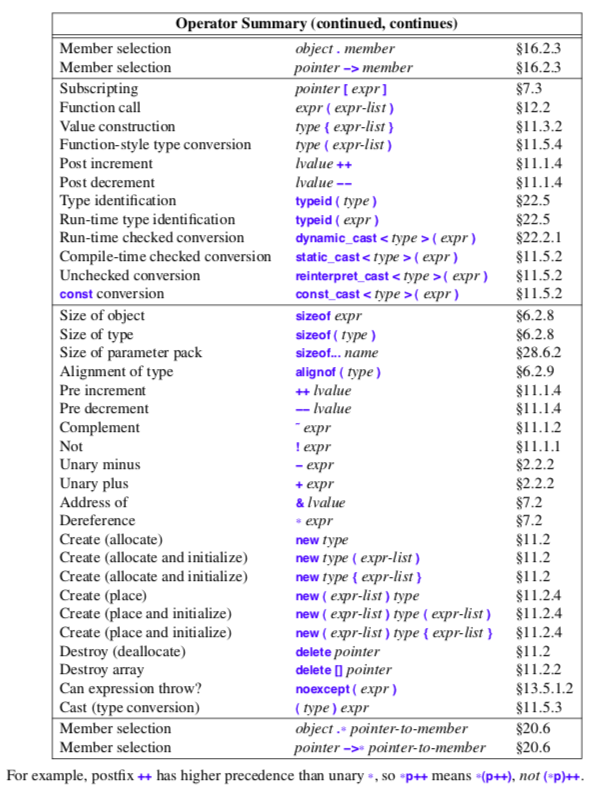 Operator Summary (continued, continues)
Member selection object . member §16.2.3
Member selection pointer −> member §16.2.3
Subscripting pointer [ expr ] §7.3
Function call expr ( expr-list ) §12.2
Value construction type { expr-list } §11.3.2
Function-style type conversion type ( expr-list ) §11.5.4
Post increment lvalue ++ §11.1.4
Post decrement lvalue −− §11.1.4
Type identification typeid ( type ) §22.5
Run-time type identification typeid ( expr ) §22.5
Run-time checked conversion dynamic_cast < type > ( expr ) §22.2.1
Compile-time checked conversion static_cast < type > ( expr ) §11.5.2
Unchecked conversion reinterpret_cast < type > ( expr ) §11.5.2
const conversion const_cast < type > ( expr ) §11.5.2
Size of object sizeof expr §6.2.8
Size of type sizeof ( type ) §6.2.8
Size of parameter pack sizeof... name §28.6.2
Alignment of type alignof ( type ) §6.2.9
Pre increment ++ lvalue §11.1.4
Pre decrement −− lvalue §11.1.4
Complement ~ expr §11.1.2
Not ! expr §11.1.1
Unary minus − expr §2.2.2
Unary plus + expr §2.2.2
Address of & lvalue §7.2
Dereference * expr §7.2
Create (allocate) new type §11.2
Create (allocate and initialize) new type ( expr-list ) §11.2
Create (allocate and initialize) new type { expr-list } §11.2
Create (place) new ( expr-list ) type §11.2.4
Create (place and initialize) new ( expr-list ) type ( expr-list ) §11.2.4
Create (place and initialize) new ( expr-list ) type { expr-list } §11.2.4
Destroy (deallocate) delete pointer §11.2
Destroy array delete [] pointer §11.2.2
Can expression throw? noexcept ( expr ) §13.5.1.2
Cast (type conversion) ( type ) expr §11.5.3
Member selection object .* pointer-to-member §20.6
Member selection pointer −>* pointer-to-member §20.6
For example, postfix ++ has higher precedence than unary *, so *p++ means *(p++), not (*p)++.